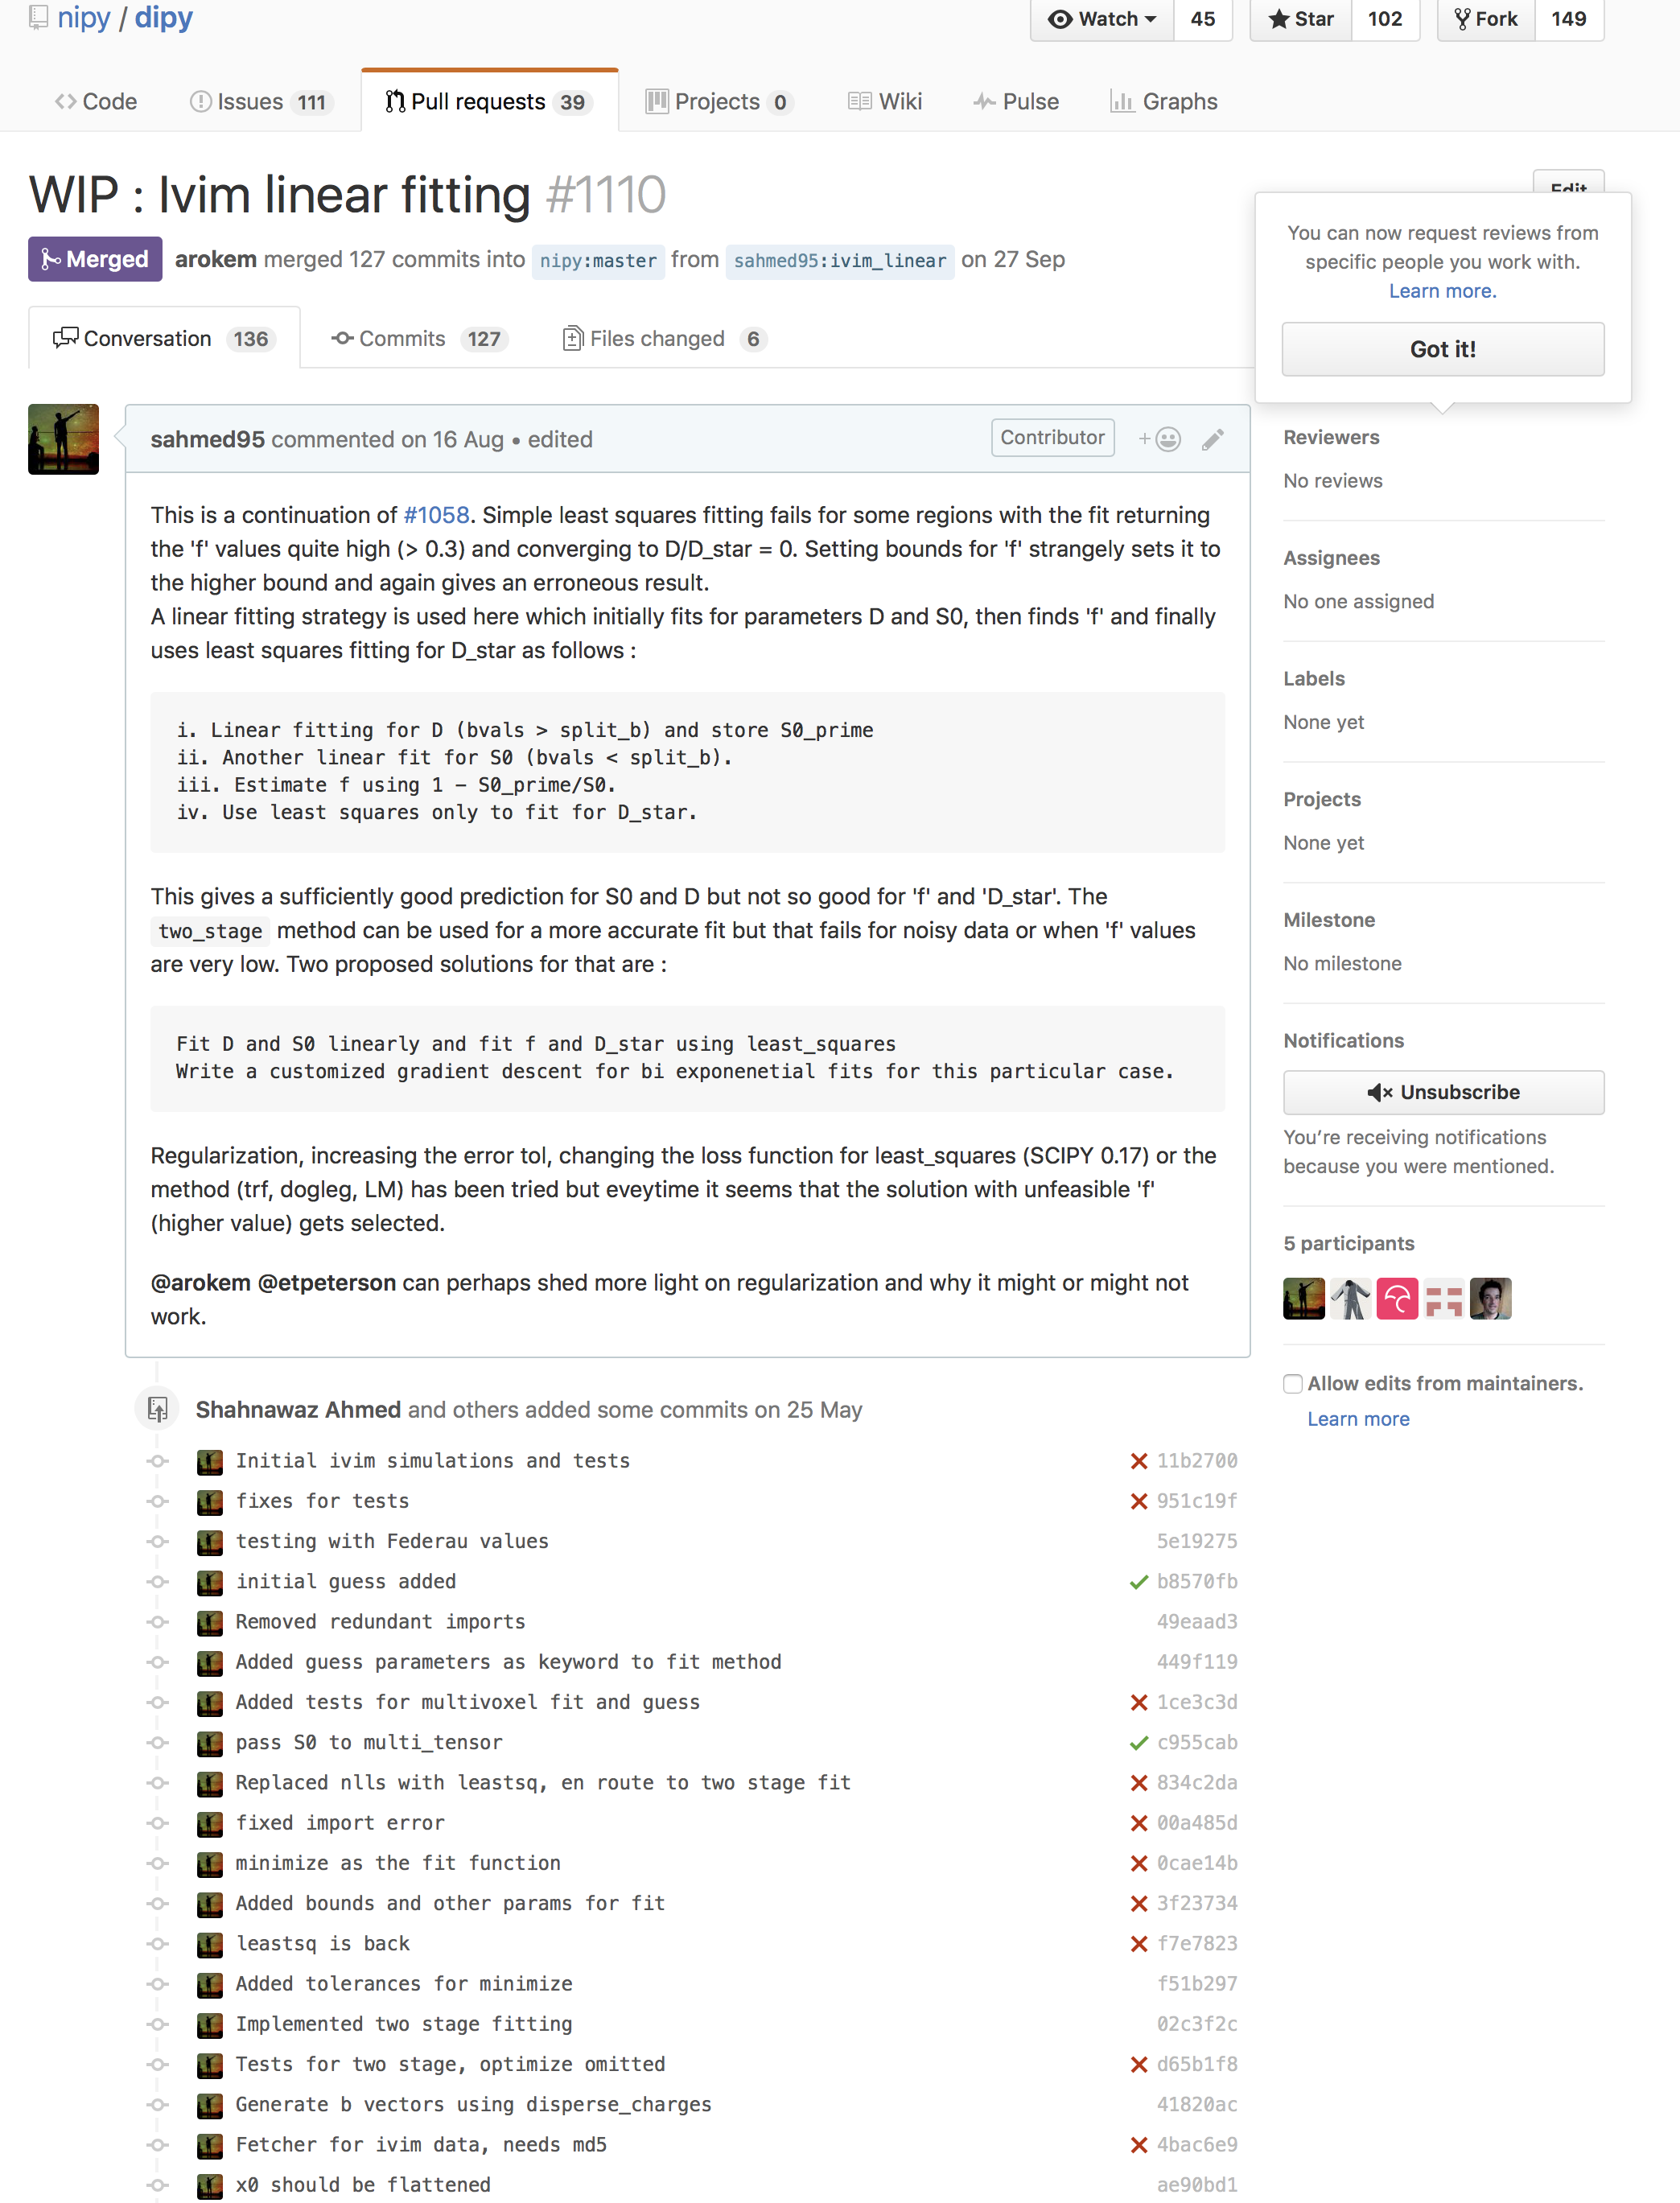 nipy / dipy
Watch 45 Star 102 Fork 149
Code Issues 111 Pull requests 39 Projects 0 Wiki Pulse Graphs
WIP : Ivim linear fitting #1110
Edit
Merged arokem merged 127 commits into nipy:master from sahmed95:ivim_linear on 27 Sep
You can now request reviews from
specific people you work with.
Learn more.
Got it!
Conversation 136 Commits 127 Files changed 6
sahmed95 commented on 16 Aug • edited Contributor +
This is a continuation of #1058. Simple least squares fitting fails for some regions with the fit returning
the 'f' values quite high (> 0.3) and converging to D/D_star = 0. Setting bounds for 'f' strangely sets it to
the higher bound and again gives an erroneous result.
A linear fitting strategy is used here which initially fits for parameters D and S0, then finds 'f' and finally
uses least squares fitting for D_star as follows :
i. Linear fitting for D (bvals > split_b) and store S0_prime
ii. Another linear fit for S0 (bvals < split_b).
iii. Estimate f using 1 - S0_prime/S0.
iv. Use least squares only to fit for D_star.
This gives a sufficiently good prediction for S0 and D but not so good for 'f' and 'D_star'. The
two_stage method can be used for a more accurate fit but that fails for noisy data or when 'f' values
are very low. Two proposed solutions for that are :
Fit D and S0 linearly and fit f and D_star using least_squares
Write a customized gradient descent for bi exponenetial fits for this particular case.
Regularization, increasing the error tol, changing the loss function for least_squares (SCIPY 0.17) or the
method (trf, dogleg, LM) has been tried but eveytime it seems that the solution with unfeasible 'f'
(higher value) gets selected.
@arokem @etpeterson can perhaps shed more light on regularization and why it might or might not
work.
Shahnawaz Ahmed and others added some commits on 25 May
Initial ivim simulations and tests 11b2700
fixes for tests 951c19f
testing with Federau values 5e19275
initial guess added b8570fb
Removed redundant imports 49eaad3
Added guess parameters as keyword to fit method 449f119
Added tests for multivoxel fit and guess 1ce3c3d
pass S0 to multi_tensor c955cab
Replaced nlls with leastsq, en route to two stage fit 834c2da
fixed import error 00a485d
minimize as the fit function 0cae14b
Added bounds and other params for fit 3f23734
leastsq is back f7e7823
Added tolerances for minimize f51b297
Implemented two stage fitting 02c3f2c
Tests for two stage, optimize omitted d65b1f8
Generate b vectors using disperse_charges 41820ac
Fetcher for ivim data, needs md5 4bac6e9
x0 should be flattened ae90bd1
Reviewers
No reviews
Assignees
No one assigned
Labels
None yet
Projects
None yet
Milestone
No milestone
Notifications
Unsubscribe
You're receiving notifications
because you were mentioned.
5 participants
Allow edits from maintainers.
Learn more